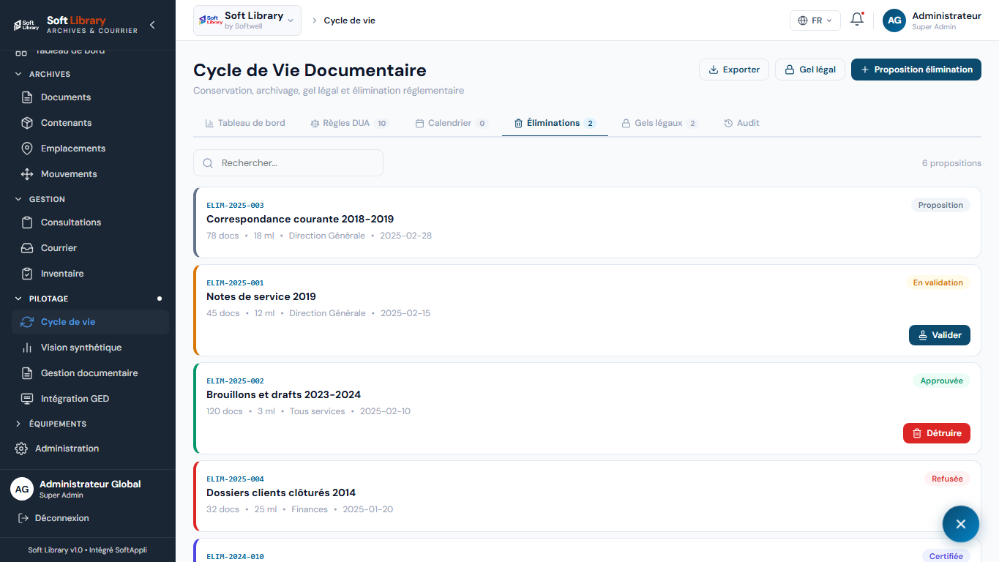 Soft Library
Soft Library
ARCHIVES & COURRIER
Tableau de bord
ARCHIVES
Documents
Contenants
Emplacements
Mouvements
GESTION
Consultations
Courrier
Inventaire
PILOTAGE
Cycle de vie
Vision synthétique
Gestion documentaire
Intégration GED
ÉQUIPEMENTS
Administration
AG
Administrateur Global
Super Admin
Déconnexion
Soft Library v1.0 • Intégré SoftAppli
Soft Library
Soft Library
by Softwell
Cycle de vie
FR
AG
Administrateur
Super Admin
Cycle de Vie Documentaire
Conservation, archivage, gel légal et élimination réglementaire
Exporter
Gel légal
Proposition élimination
Tableau de bord
Règles DUA 10
Calendrier 0
Éliminations 2
Gels légaux 2
Audit
Rechercher...
6 propositions
ELIM-2025-003
Proposition
Correspondance courante 2018-2019
78 docs • 18 ml • Direction Générale • 2025-02-28
ELIM-2025-001
En validation
Notes de service 2019
45 docs • 12 ml • Direction Générale • 2025-02-15
Valider
ELIM-2025-002
Approuvée
Brouillons et drafts 2023-2024
120 docs • 3 ml • Tous services • 2025-02-10
Détruire
ELIM-2025-004
Refusée
Dossiers clients clôturés 2014
32 docs • 25 ml • Finances • 2025-01-20
ELIM-2024-010
Certifiée